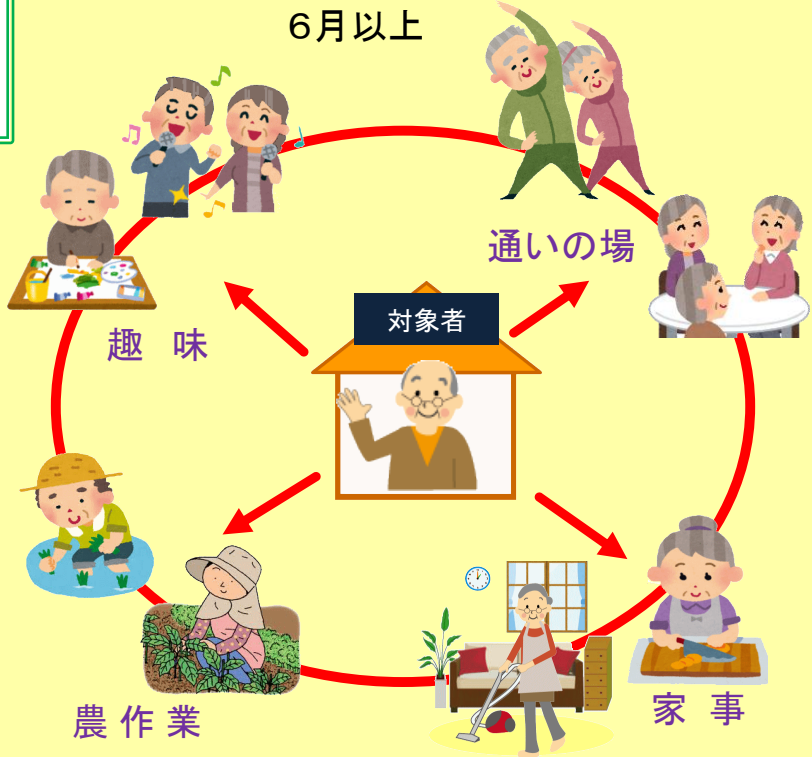 ６月以上
通いの場
対象者
趣 味
農作業
家 事